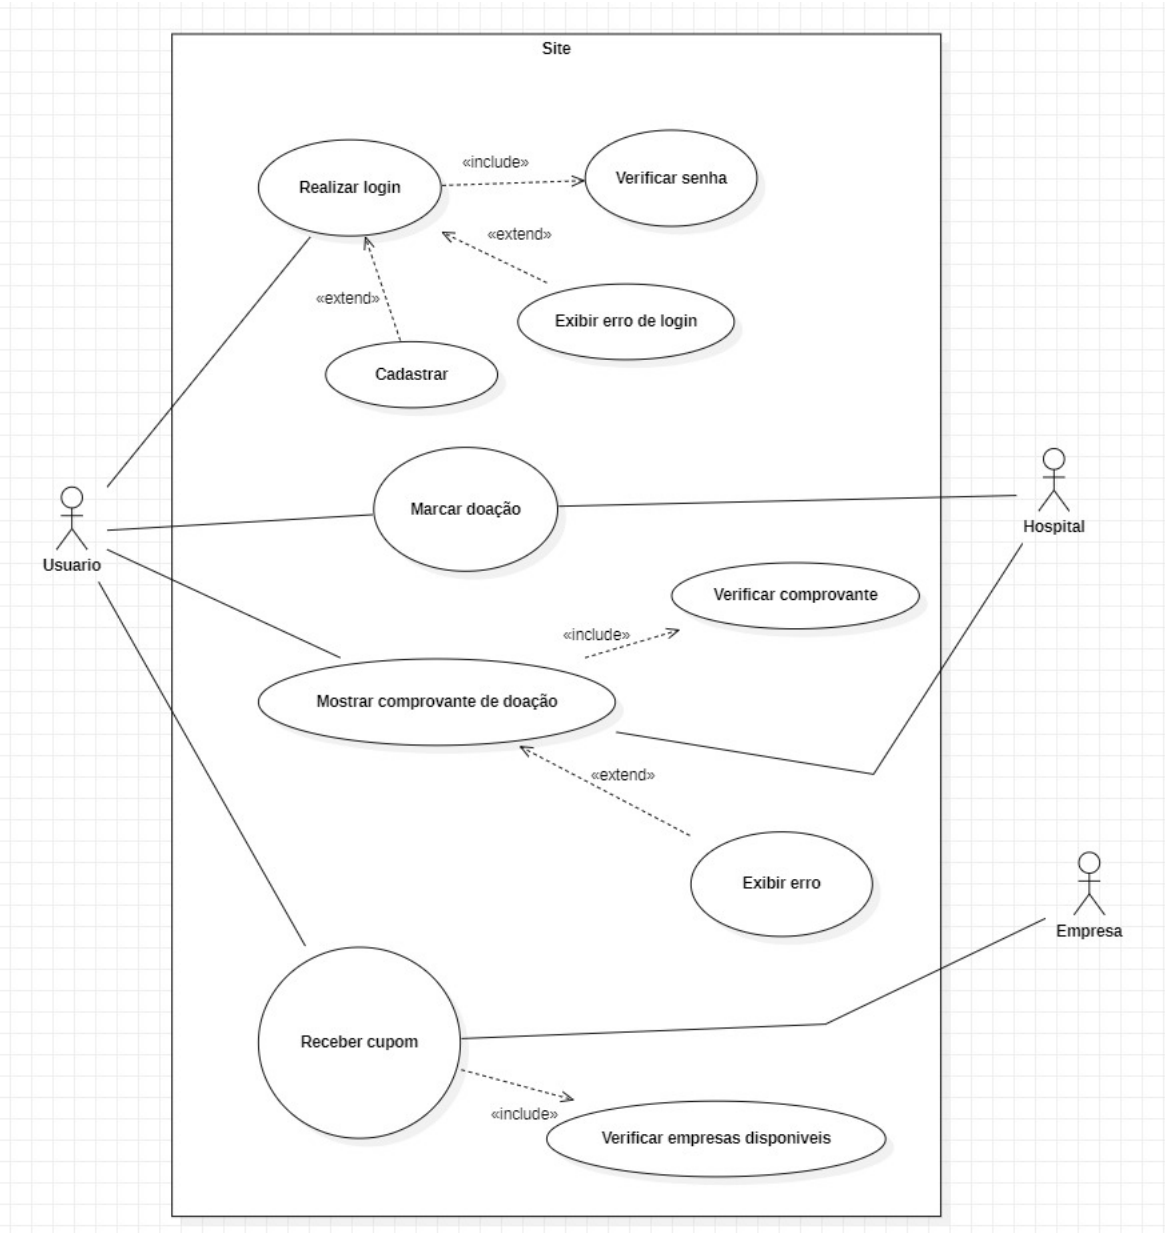 Site
«include»
Realizar login
Verificar senha
«extend»
«extend»
Exibir erro de login
Cadastrar
Marcar doação
Hospital
Usuario
Verificar comprovante
«include»
Mostrar comprovante de doação
«extend»
Exibir erro
Empresa
Receber cupom
«include»
Verificar empresas disponiveis